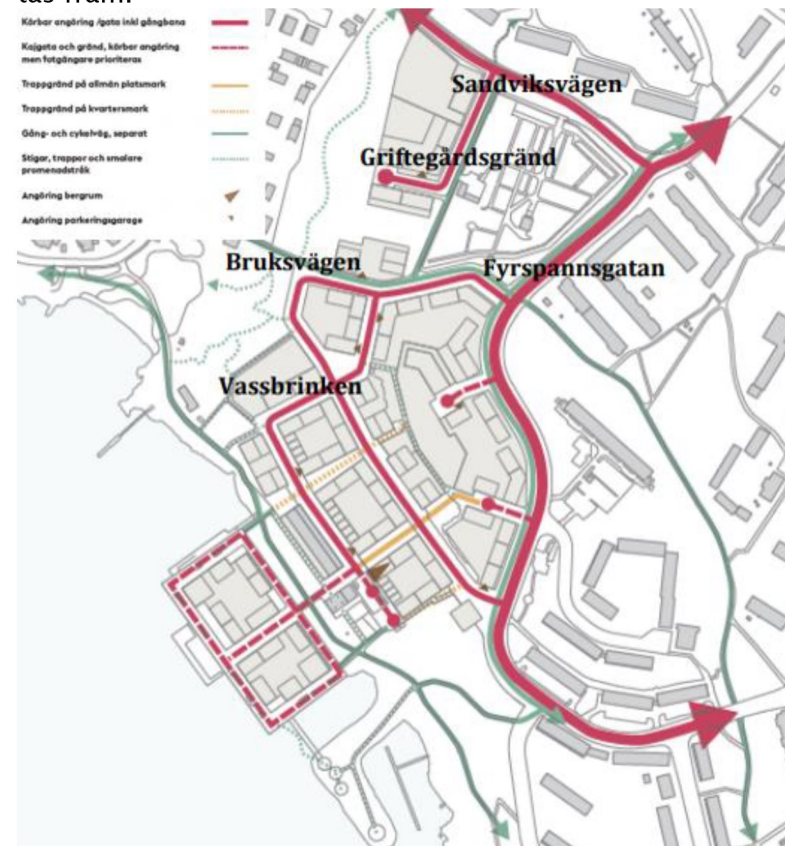 tas fram.
Körbar angöring /gata inkl gångbana
Kajgata och gränd, körbar angöring
men fotgängare prioriteras
Trappgränd på allmän platsmark
Trappgränd på kvartersmark
Gång- och cykelväg, separat
Stigar, trappor och smalare
promenadstråk
Angöring bergrum
Angöring parkeringsgarage
Sandviksvägen
Griftegårdsgränd
Bruksvägen
Fyrspannsgatan
Vassbrinken